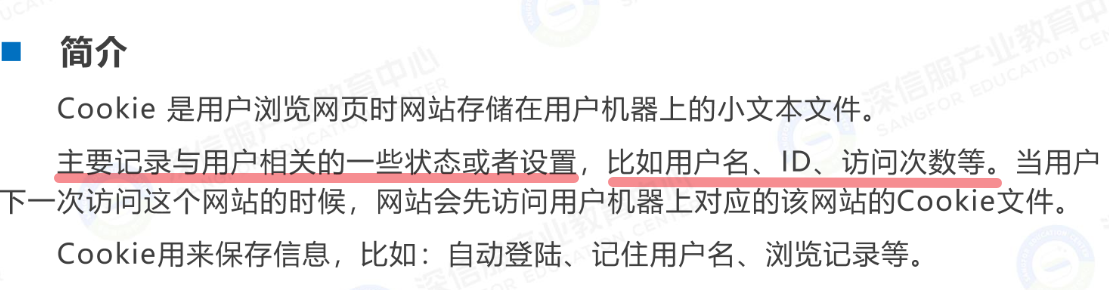 简介
Cookie 是用户浏览网页时网站存储在用户机器上的小文本文件。
主要记录与用户相关的一些状态或者设置，比如用户名、ID、访问次数等。当用户
下一次访问这个网站的时候，网站会先访问用户机器上对应的该网站的Cookie文件。
Cookie用来保存信息，比如：自动登陆、记住用户名、浏览记录等。
深信服产业教育中心
SANGFOR EDUCATION CENTER